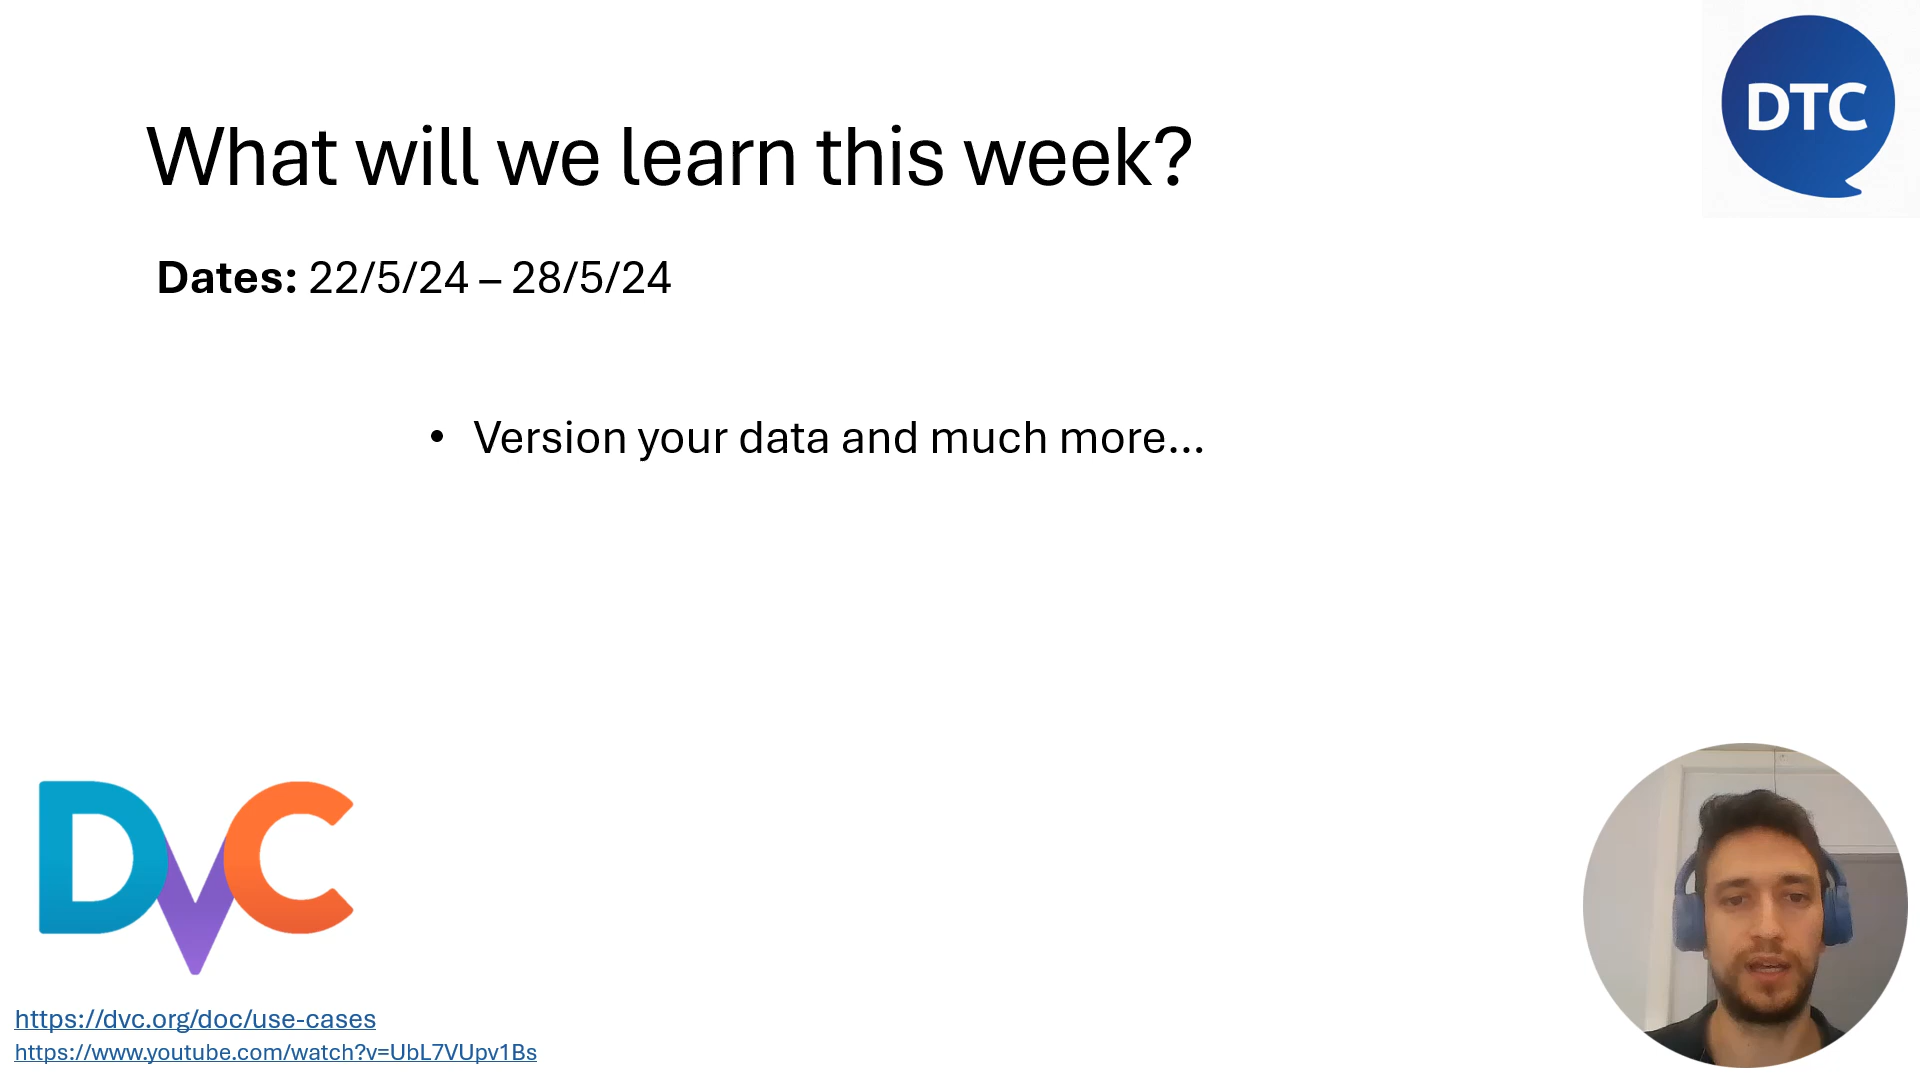 DTC
What will we learn this week?
Dates: 22/5/24 – 28/5/24
• Version your data and much more...
DVC
https://dvc.org/doc/use-cases
https://www.youtube.com/watch?v=UbL7VUpv1Bs